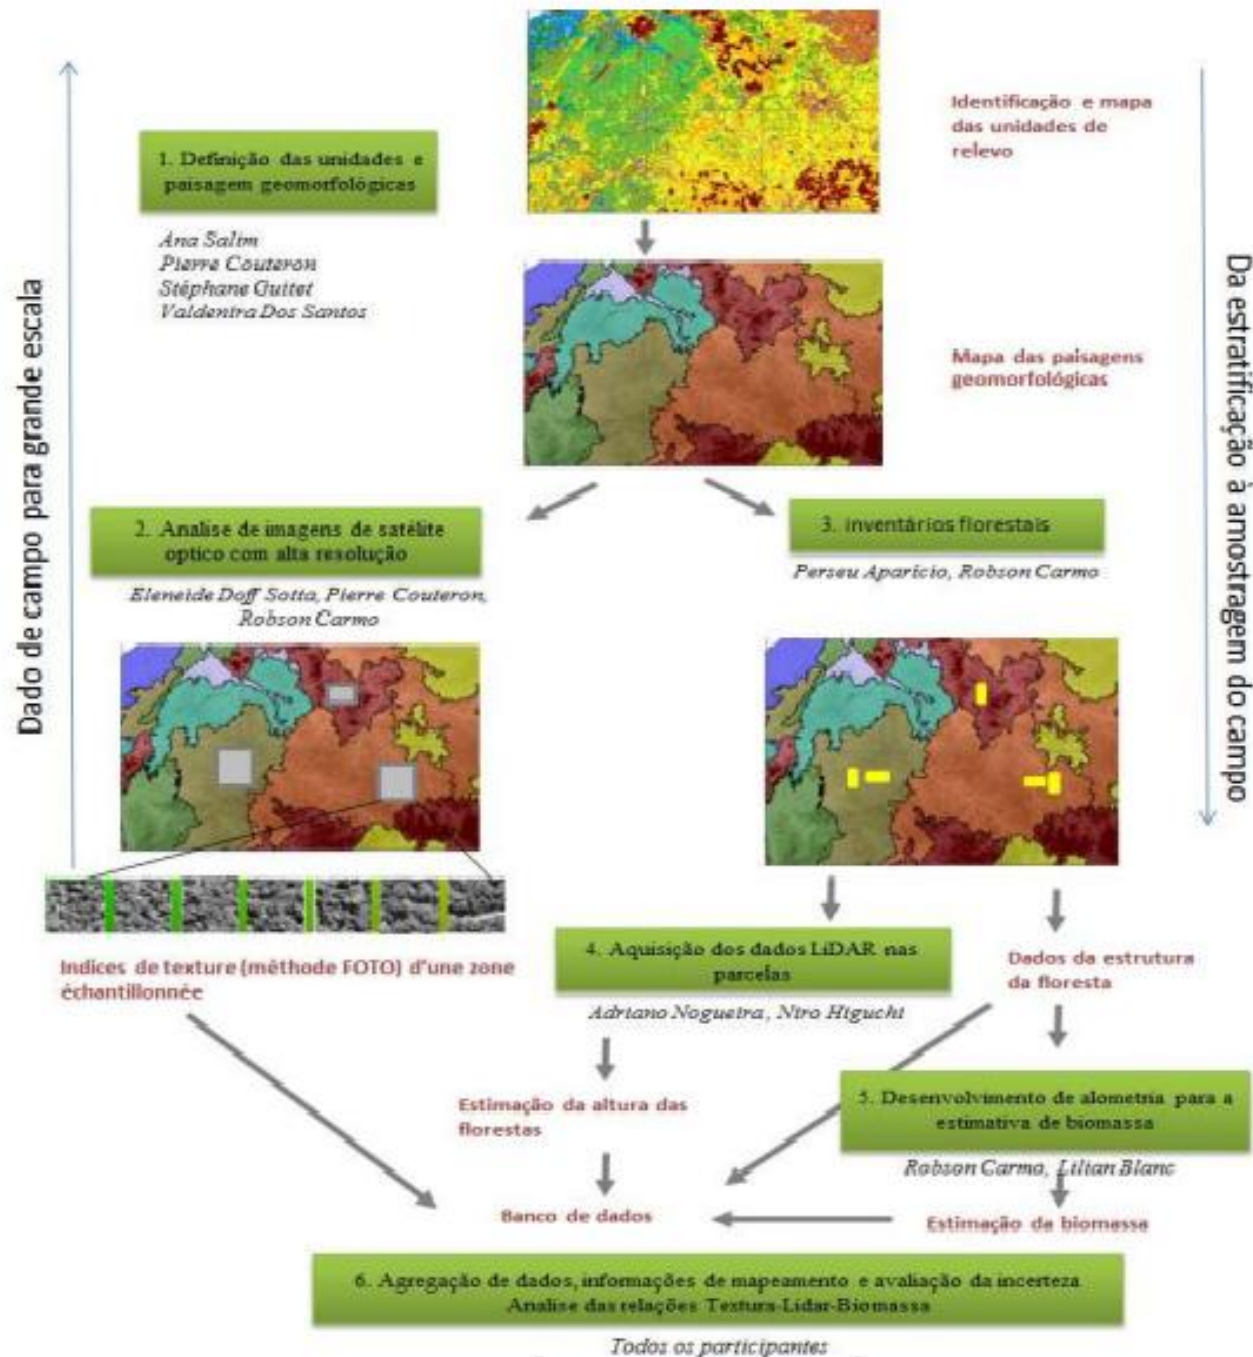 Identificação e mapa
das unidades de
relevo
1. Definição das unidades e
paisagem geomorfológicas
Ana Salim
Pierre Couteron
Stéphane Guitet
Valdenira Dos Santos
Dado de campo para grande escala
Da estratificação à amostragem do campo
Mapa das paisagens
geomorfológicas
2. Analise de imagens de satélite
optico com alta resolução
Eleneide Doff Sotta, Pierre Couteron,
Robson Carmo
3. inventários florestais
Perseu Aparício, Robson Carmo
Indices de texture (méthode FOTO) d'une zone
échantillonnée
4. Aquisição dos dados LiDAR nas
parcelas
Adriano Nogueira, Niro Higuchi
Dados da estrutura
da floresta
Estimação da altura das
florestas
5. Desenvolvimento de alometria para a
estimativa de biomassa
Robson Carmo, Lilian Blanc
Banco de dados
Estimação da biomassa
6. Agregação de dados, informações de mapeamento e avaliação da incerteza
Analise das relações Textura-Lidar-Biomassa
Todos os participantes